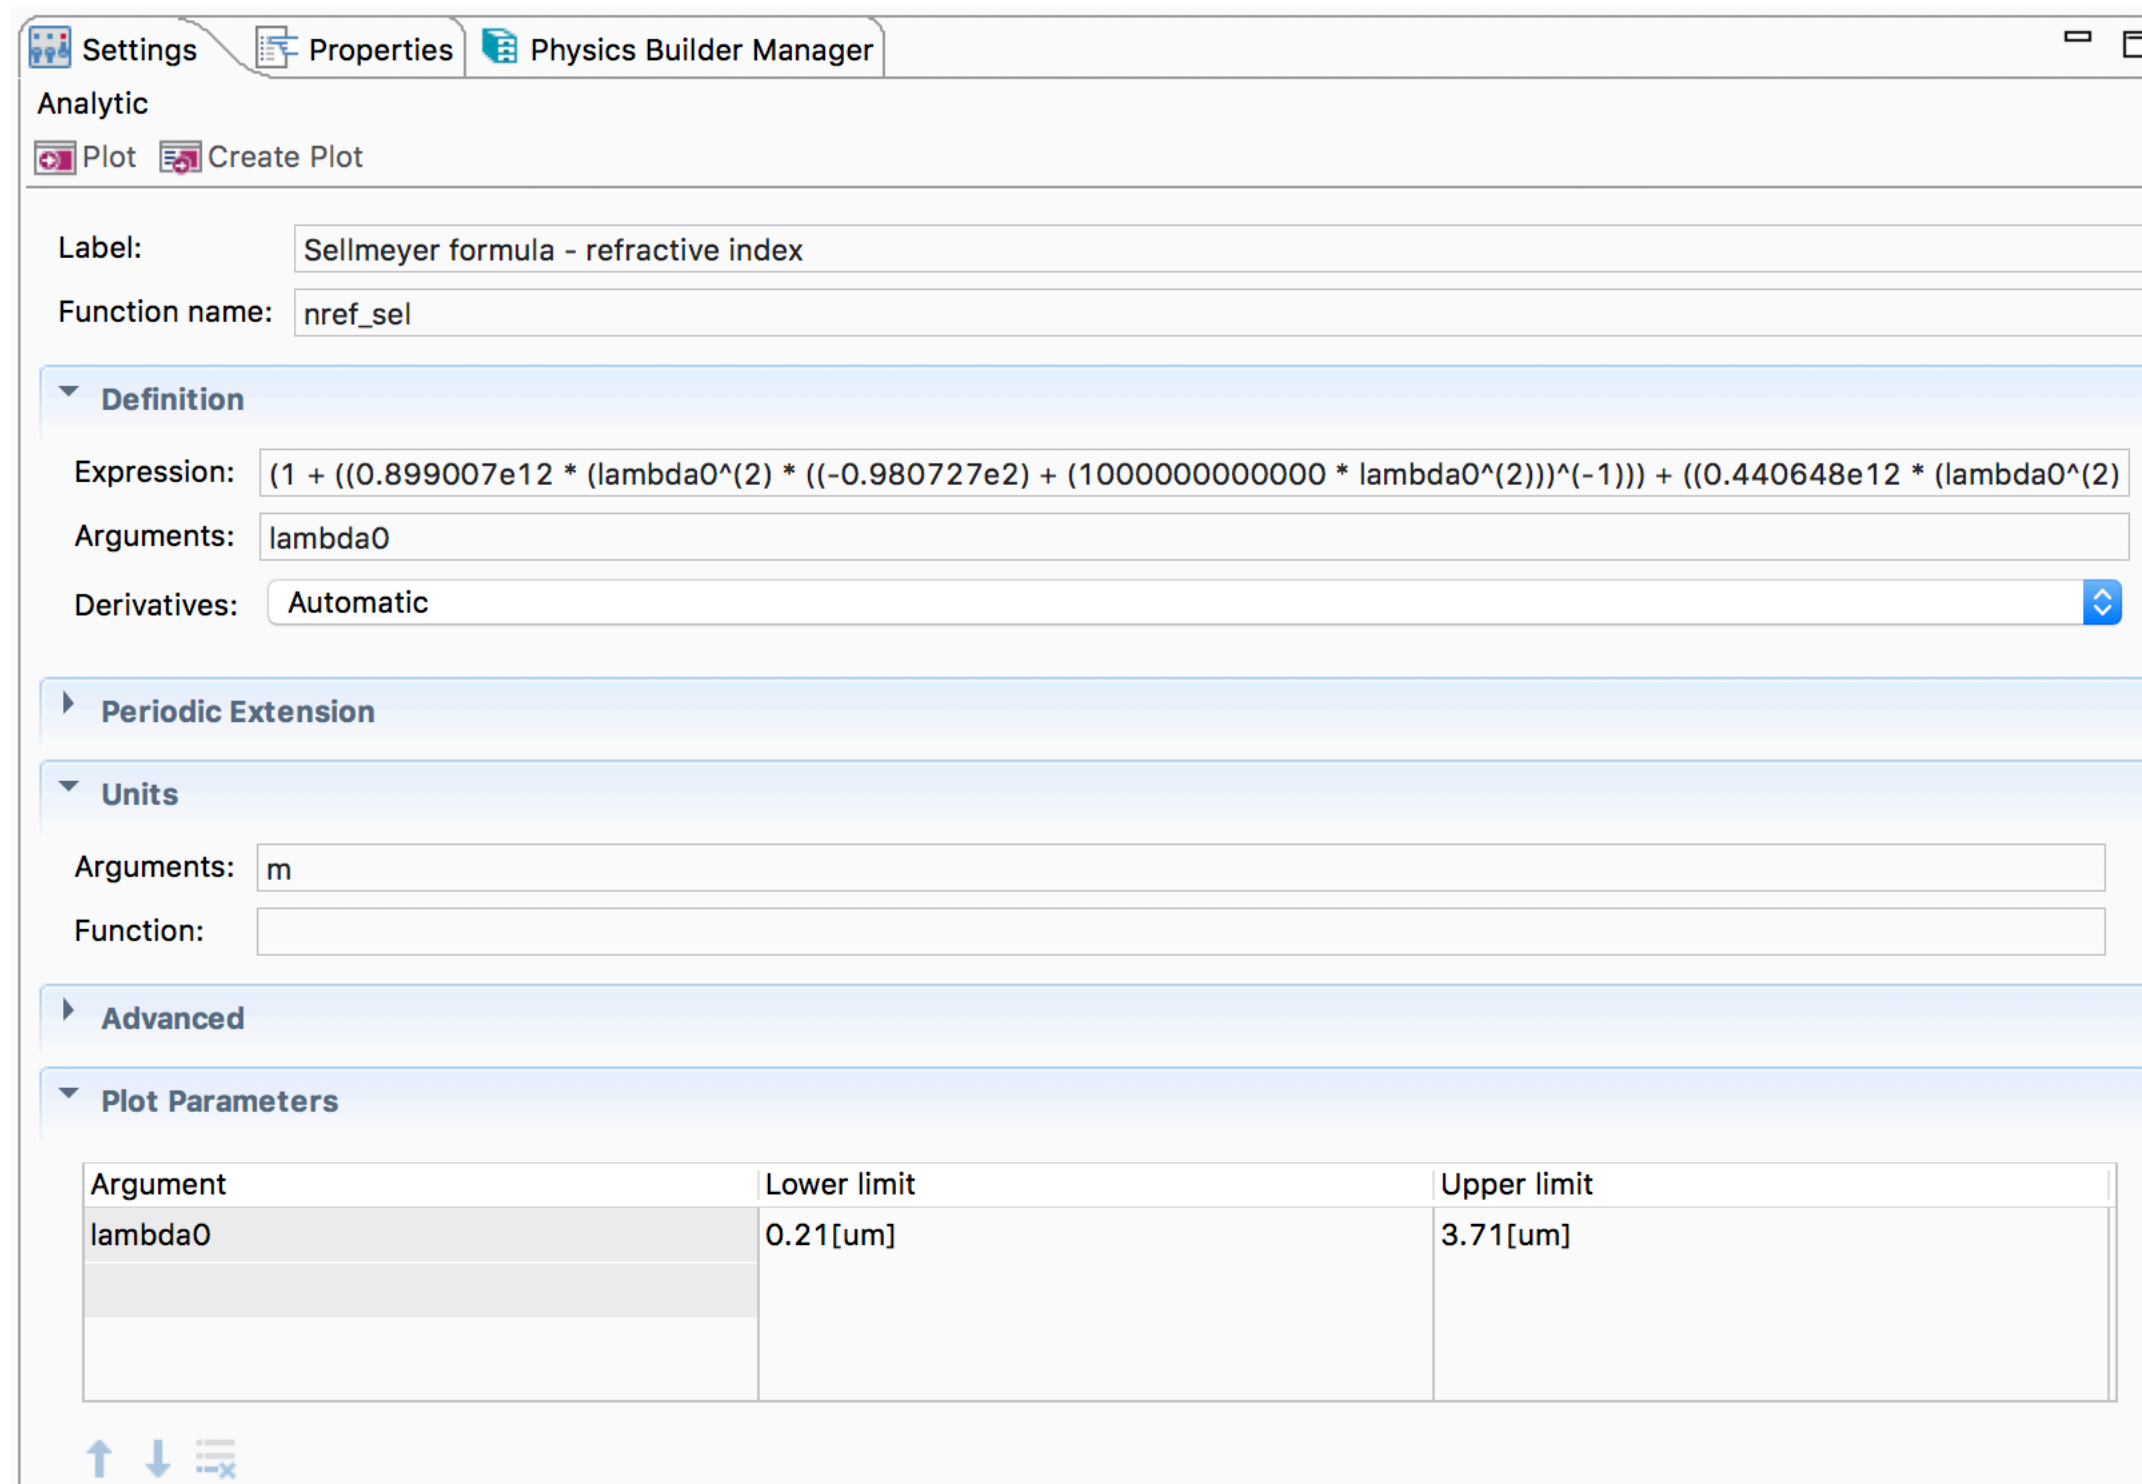 Settings Properties Physics Builder Manager
Analytic
Plot Create Plot
Label: Sellmeyer formula - refractive index
Function name: nref_sel
Definition
Expression: (1 + ((0.899007e12 * (lambda0^(2) * ((-0.980727e2) + (1000000000000 * lambda0^(2)))^(-1))) + ((0.440648e12 * (lambda0^(2)
Arguments: lambda0
Derivatives: Automatic
Periodic Extension
Units
Arguments: m
Function:
Advanced
Plot Parameters
Argument Lower limit Upper limit
lambda0 0.21[um] 3.71[um]